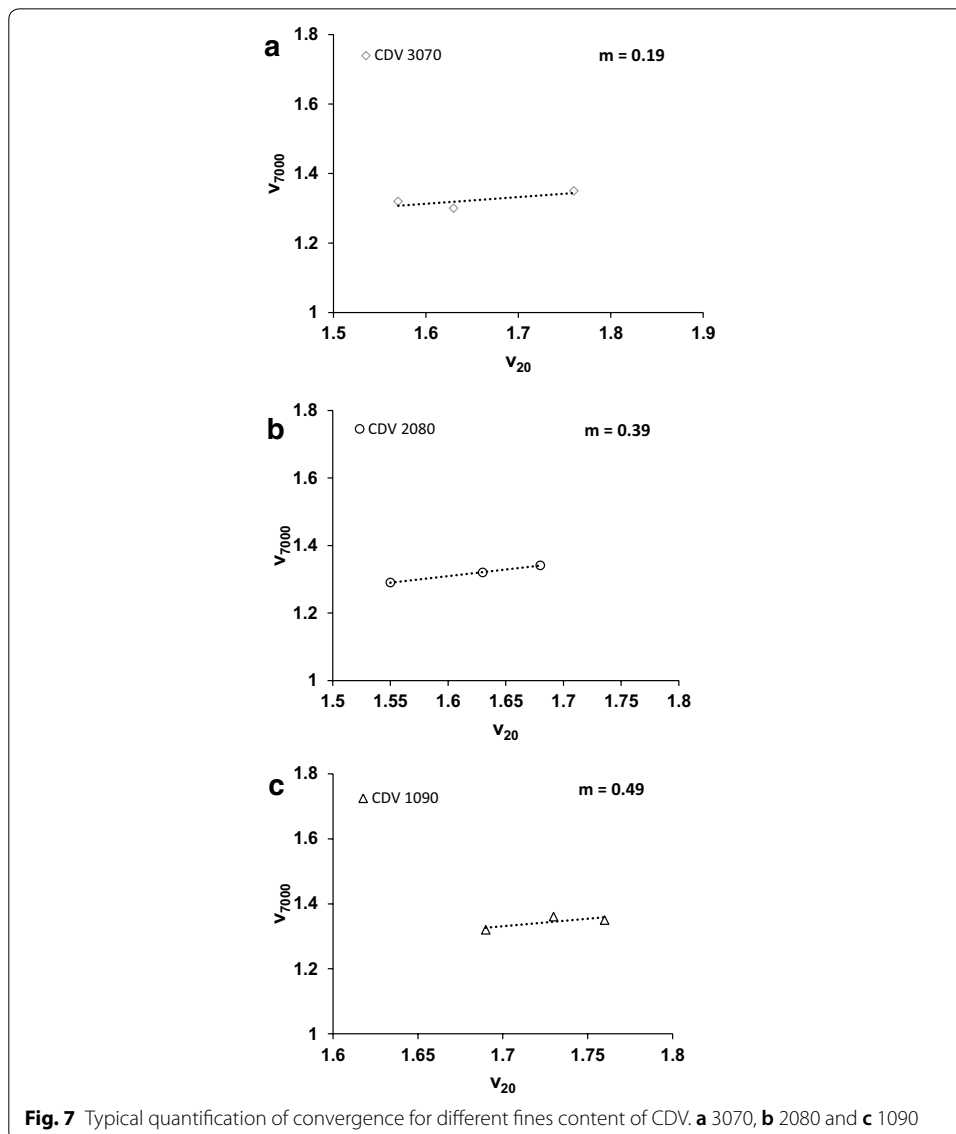 a
1.8
CDV 3070
m = 0.19
1.6
v7000
1.4
1.2
1
1.5 1.6 1.7 1.8 1.9
v20
b
1.8
CDV 2080
m = 0.39
1.6
v7000
1.4
1.2
1
1.5 1.55 1.6 1.65 1.7 1.75 1.8
v20
c
1.8
CDV 1090
m = 0.49
1.6
v7000
1.4
1.2
1
1.6 1.65 1.7 1.75 1.8
v20
Fig. 7 Typical quantification of convergence for different fines content of CDV. a 3070, b 2080 and c 1090